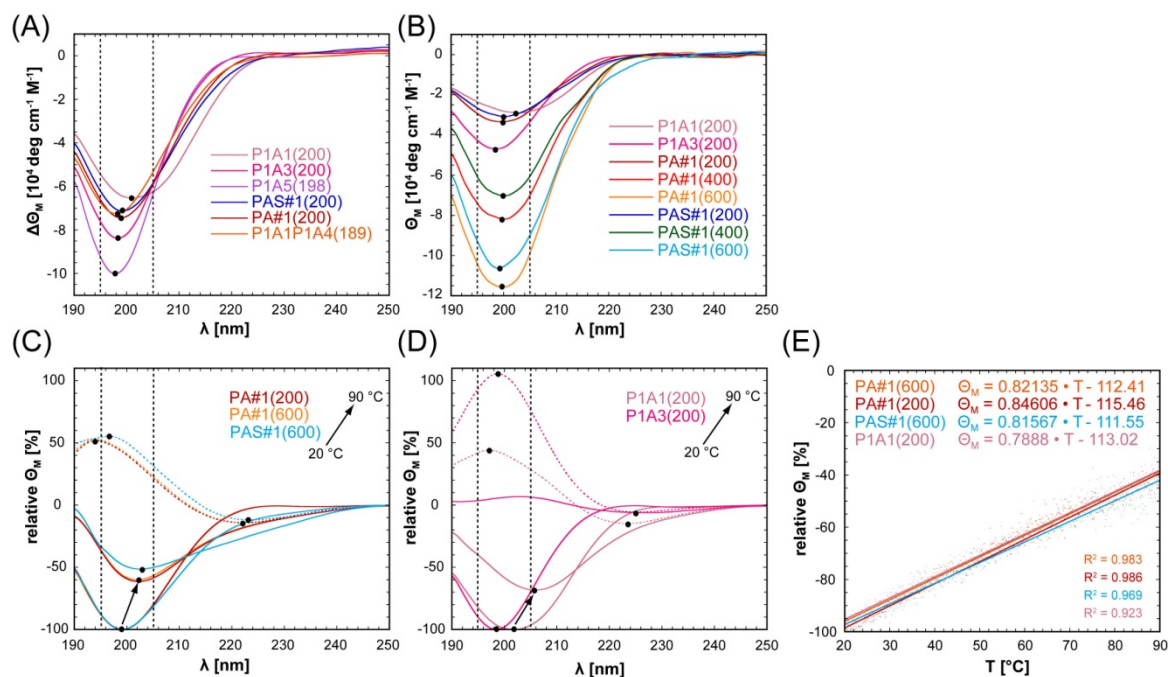 (A)
ΔΘM [10⁴ deg cm⁻¹ M⁻¹]
0
-2
-4
-6
-8
-10
P1A1(200)
P1A3(200)
P1A5(198)
PAS#1(200)
PA#1(200)
P1A1P1A4(189)
190 200 210 220 230 240 250
λ [nm]
(B)
ΘM [10⁴ deg cm⁻¹ M⁻¹]
0
-2
-4
-6
-8
-10
-12
P1A1(200)
P1A3(200)
PA#1(200)
PA#1(400)
PA#1(600)
PAS#1(200)
PAS#1(400)
PAS#1(600)
190 200 210 220 230 240 250
λ [nm]
(C)
relative ΘM [%]
100
50
0
-50
-100
PA#1(200)
PA#1(600)
PAS#1(600)
90 °C
20 °C
190 200 210 220 230 240 250
λ [nm]
(D)
relative ΘM [%]
100
50
0
-50
-100
P1A1(200)
P1A3(200)
90 °C
20 °C
190 200 210 220 230 240 250
λ [nm]
(E)
relative ΘM [%]
0
-20
-40
-60
-80
-100
PA#1(600) ΘM = 0.82135 • T - 112.41
PA#1(200) ΘM = 0.84606 • T - 115.46
PAS#1(600) ΘM = 0.81567 • T - 111.55
P1A1(200) ΘM = 0.7888 • T - 113.02
R² = 0.983
R² = 0.986
R² = 0.969
R² = 0.923
20 30 40 50 60 70 80 90
T [°C]